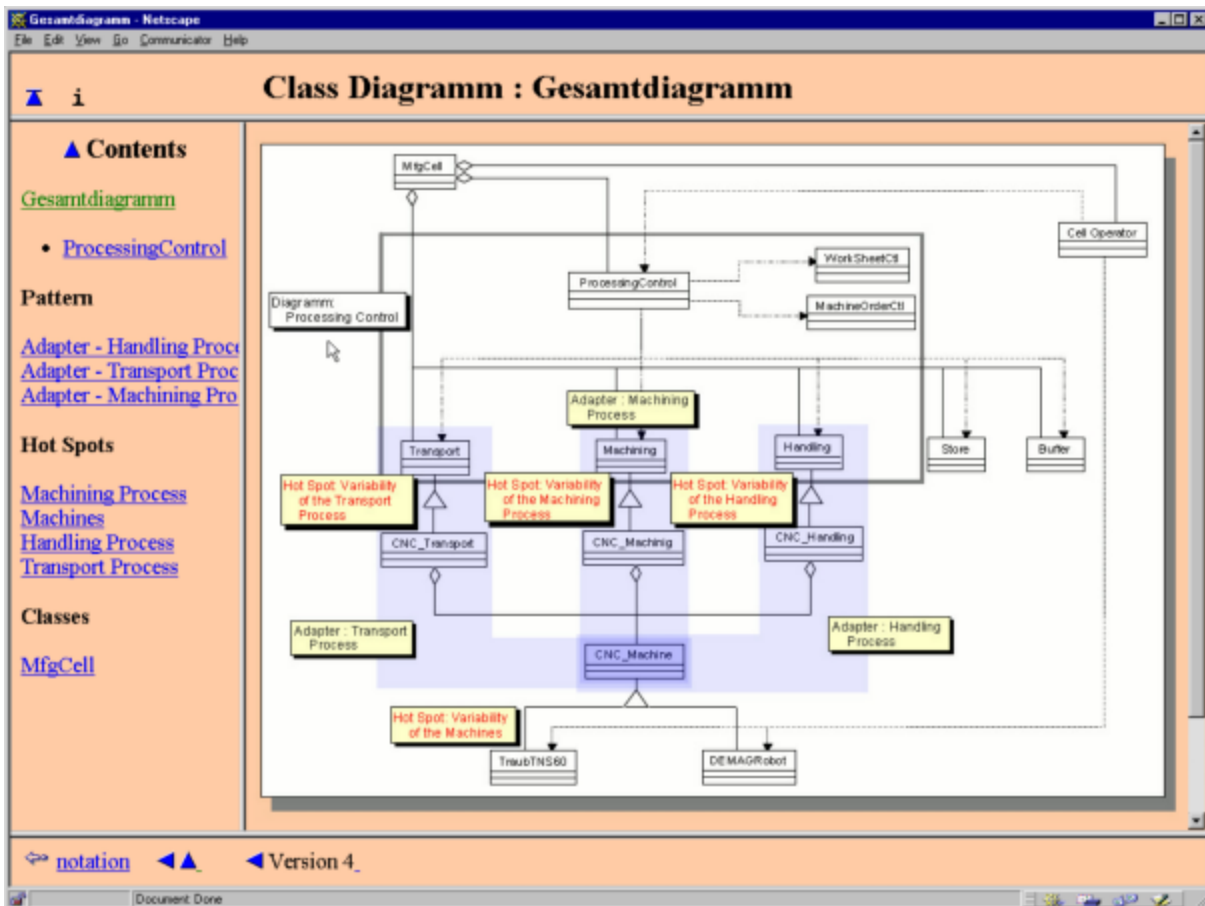 Gesamtdiagramm - Netscape
File Edit View Go Communicator Help
i
Class Diagramm : Gesamtdiagramm
Contents
Gesamtdiagramm
• ProcessingControl
Pattern
Adapter - Handling Proce
Adapter - Transport Proc
Adapter - Machining Pro
Hot Spots
Machining Process
Machines
Handling Process
Transport Process
Classes
MfgCell
MfgCell
Cell Operator
WorkSheetCtl
ProcessingControl
MachineOrderCtl
Diagramm:
Processing Control
Adapter : Machining
Process
Transport
Machining
Handling
Store
Buffer
Hot Spot: Variability
of the Transport
Process
Hot Spot: Variability
of the Machining
Process
Hot Spot: Variability
of the Handling
Process
CNC_Transport
CNC_Machinig
CNC_Handling
Adapter : Transport
Process
Adapter : Handling
Process
CNC_Machine
Hot Spot: Variability
of the Machines
TraubTNS60
DEMAGRobot
notation
Version 4
Document: Done